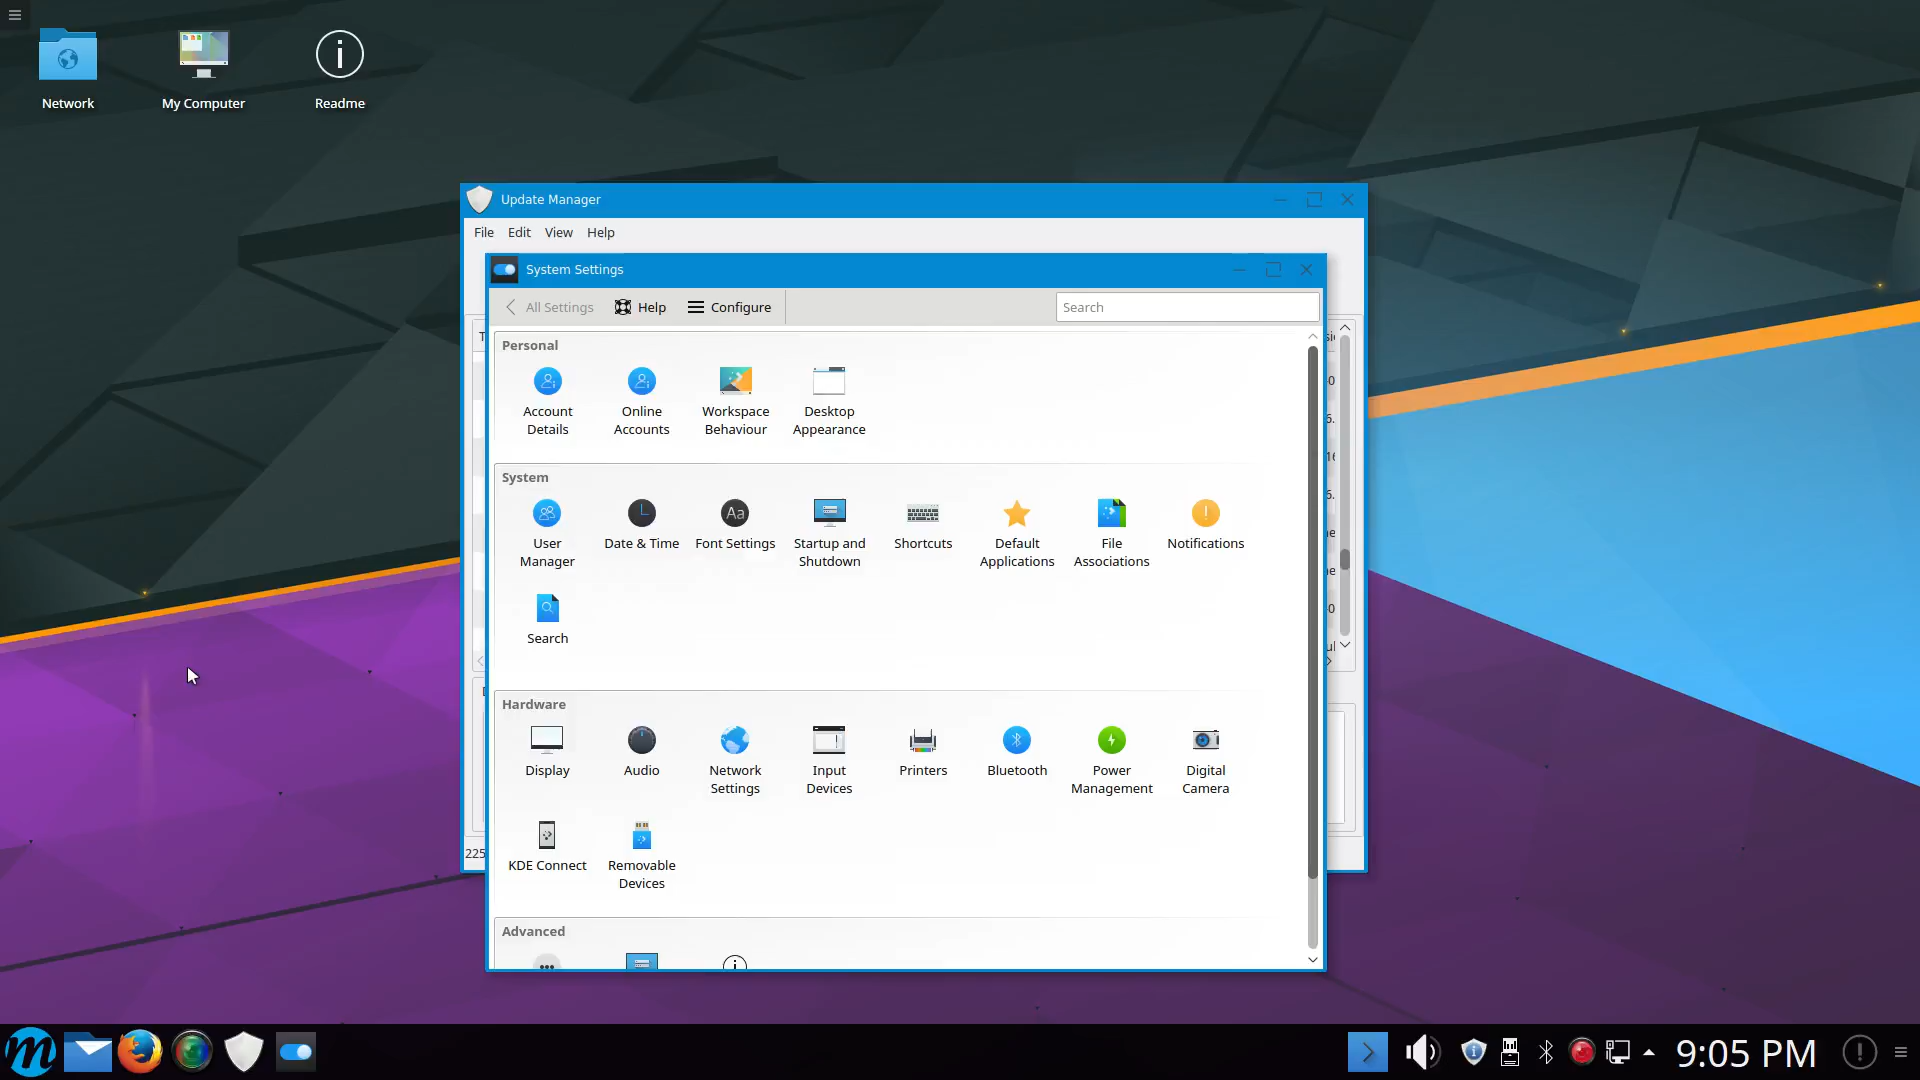 Network
My Computer
Readme
Update Manager
File Edit View Help
System Settings
All Settings Help Configure
Search
Personal
Account Details
Online Accounts
Workspace Behaviour
Desktop Appearance
System
User Manager
Date & Time
Font Settings
Startup and Shutdown
Shortcuts
Default Applications
File Associations
Notifications
Search
Hardware
Display
Audio
Network Settings
Input Devices
Printers
Bluetooth
Power Management
Digital Camera
KDE Connect
Removable Devices
225
Advanced
9:05 PM